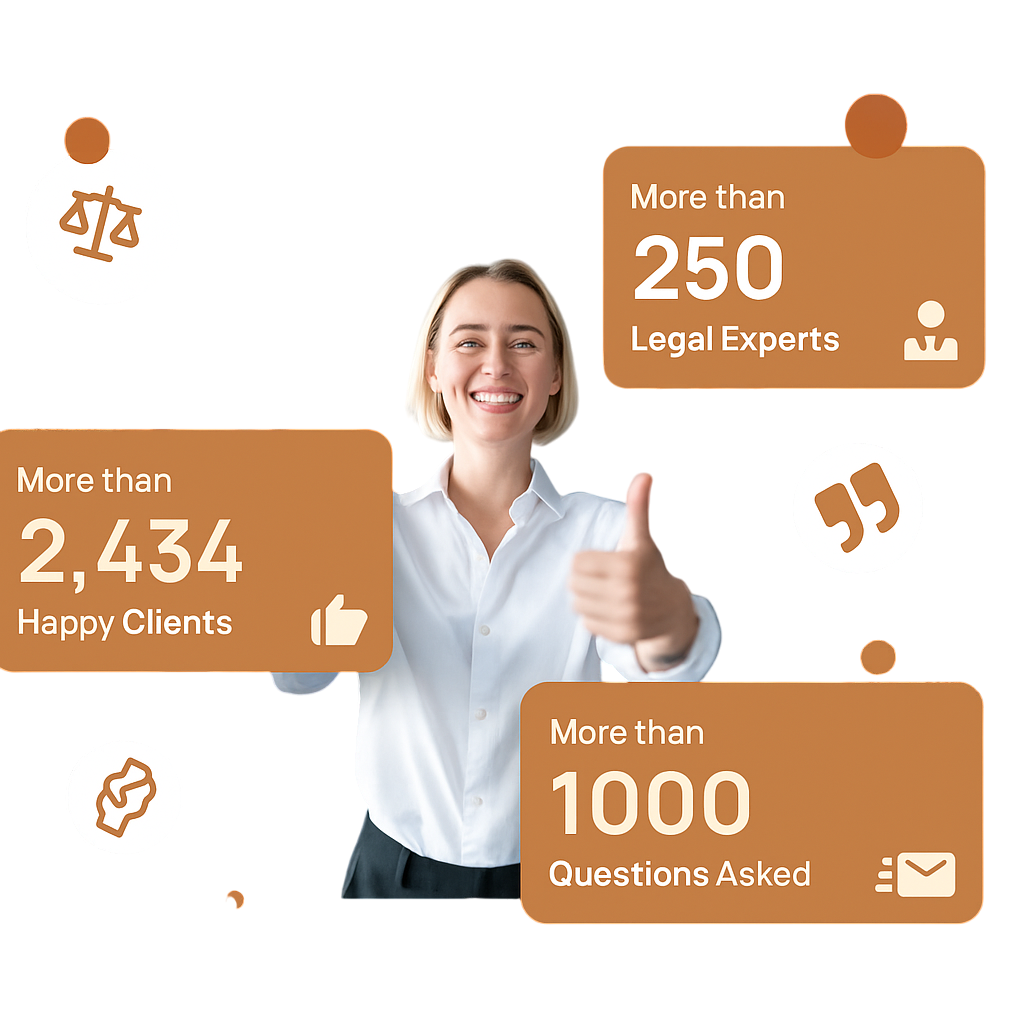 More than
250
Legal Experts
More than
2,434
Happy Clients
More than
1000
Questions Asked